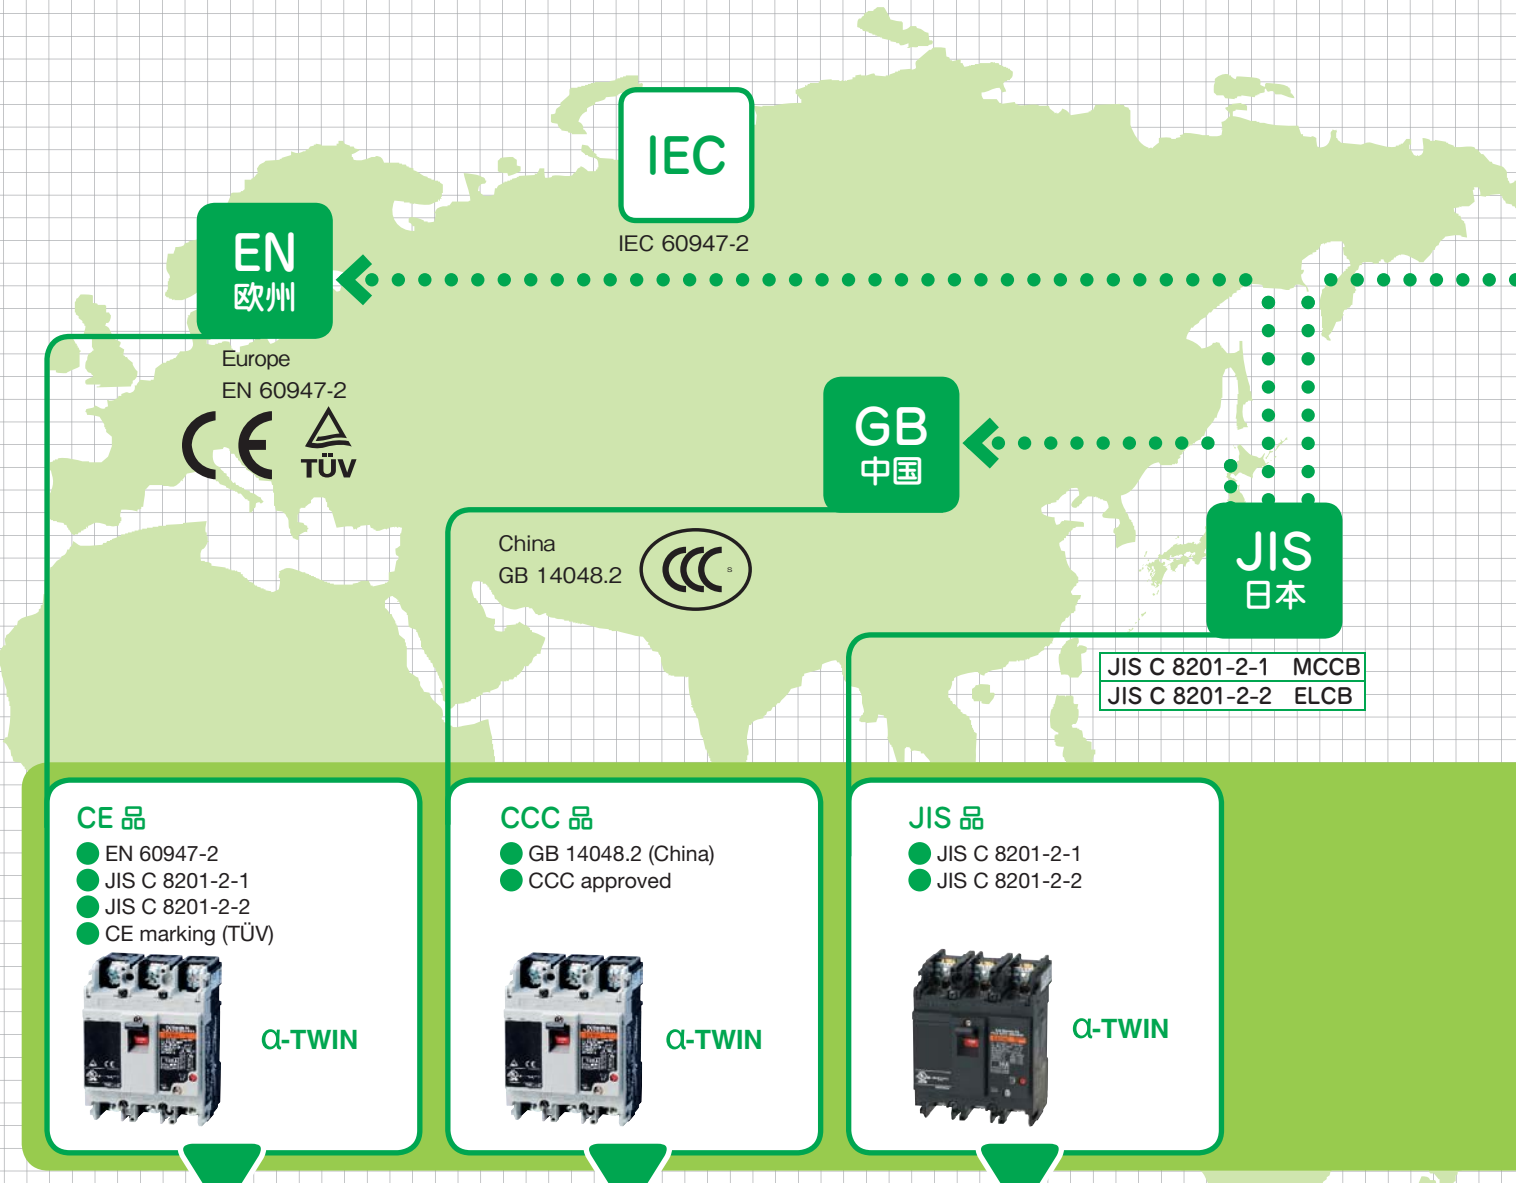 IEC
IEC 60947-2
EN
欧州
Europe
EN 60947-2
CE
TÜV
GB
中国
China
GB 14048.2
CCC S
JIS
日本
JIS C 8201-2-1 MCCB
JIS C 8201-2-2 ELCB
CE 品
EN 60947-2
JIS C 8201-2-1
JIS C 8201-2-2
CE marking (TÜV)
α-TWIN
CCC 品
GB 14048.2 (China)
CCC approved
α-TWIN
JIS 品
JIS C 8201-2-1
JIS C 8201-2-2
α-TWIN